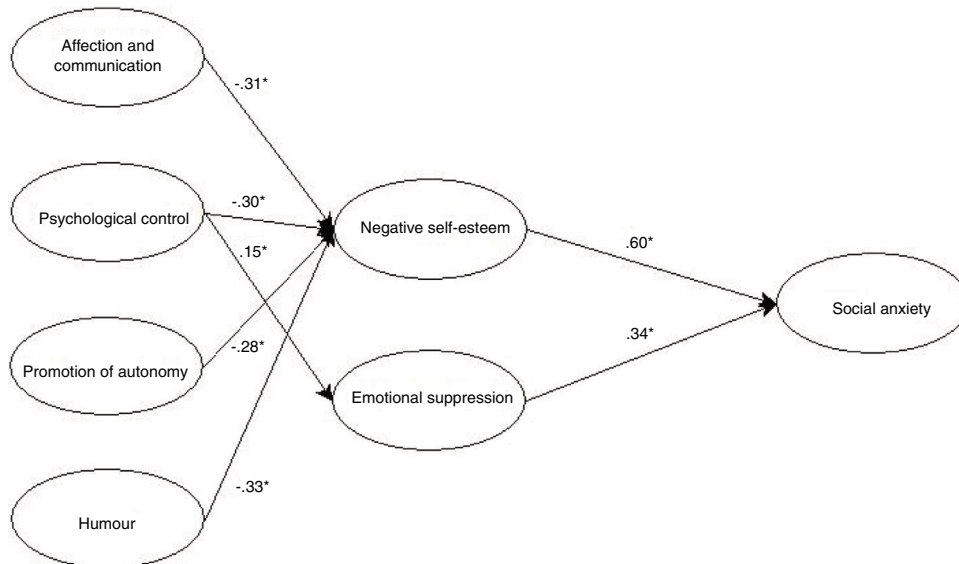 Affection and
communication
-.31*
Psychological control
-.30*
Negative self-esteem
.15*
.60*
Social anxiety
.34*
Promotion of autonomy
-.28*
Emotional suppression
-.33*
Humour